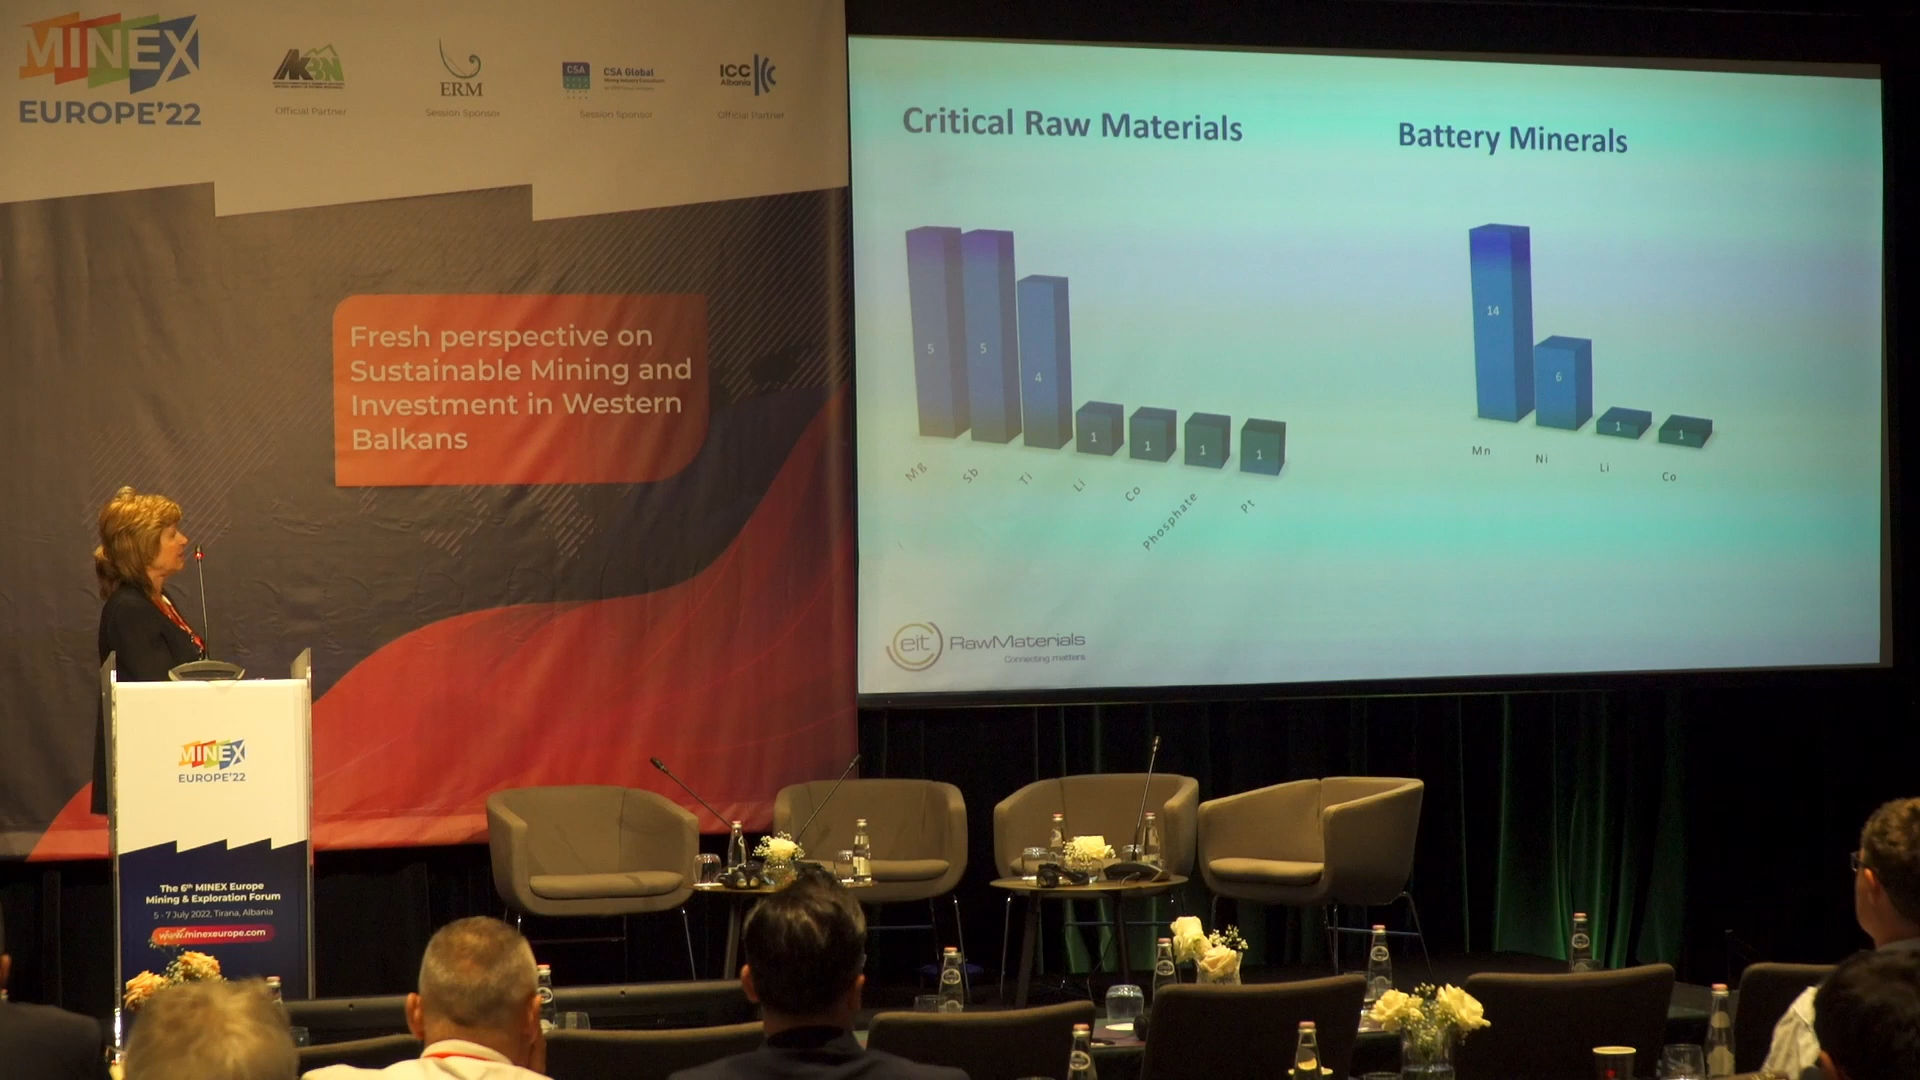 MINEX
EUROPE'22
AKBN
Official Partner
ERM
Session Sponsor
CSA
CSA Global
Session Sponsor
ICC
Albania
Official Partner
Fresh perspective on
Sustainable Mining and
Investment in Western
Balkans
Critical Raw Materials
5
5
4
1
1
1
1
Mg
Sb
Ti
Li
Co
Phosphate
Pt
Battery Minerals
14
6
1
1
Mn
Ni
Li
Co
eit RawMaterials
Connecting matters
MINEX
EUROPE'22
The 6th MINEX Europe
Mining & Exploration Forum
5 - 7 July 2022, Tirana, Albania
www.minexeurope.com